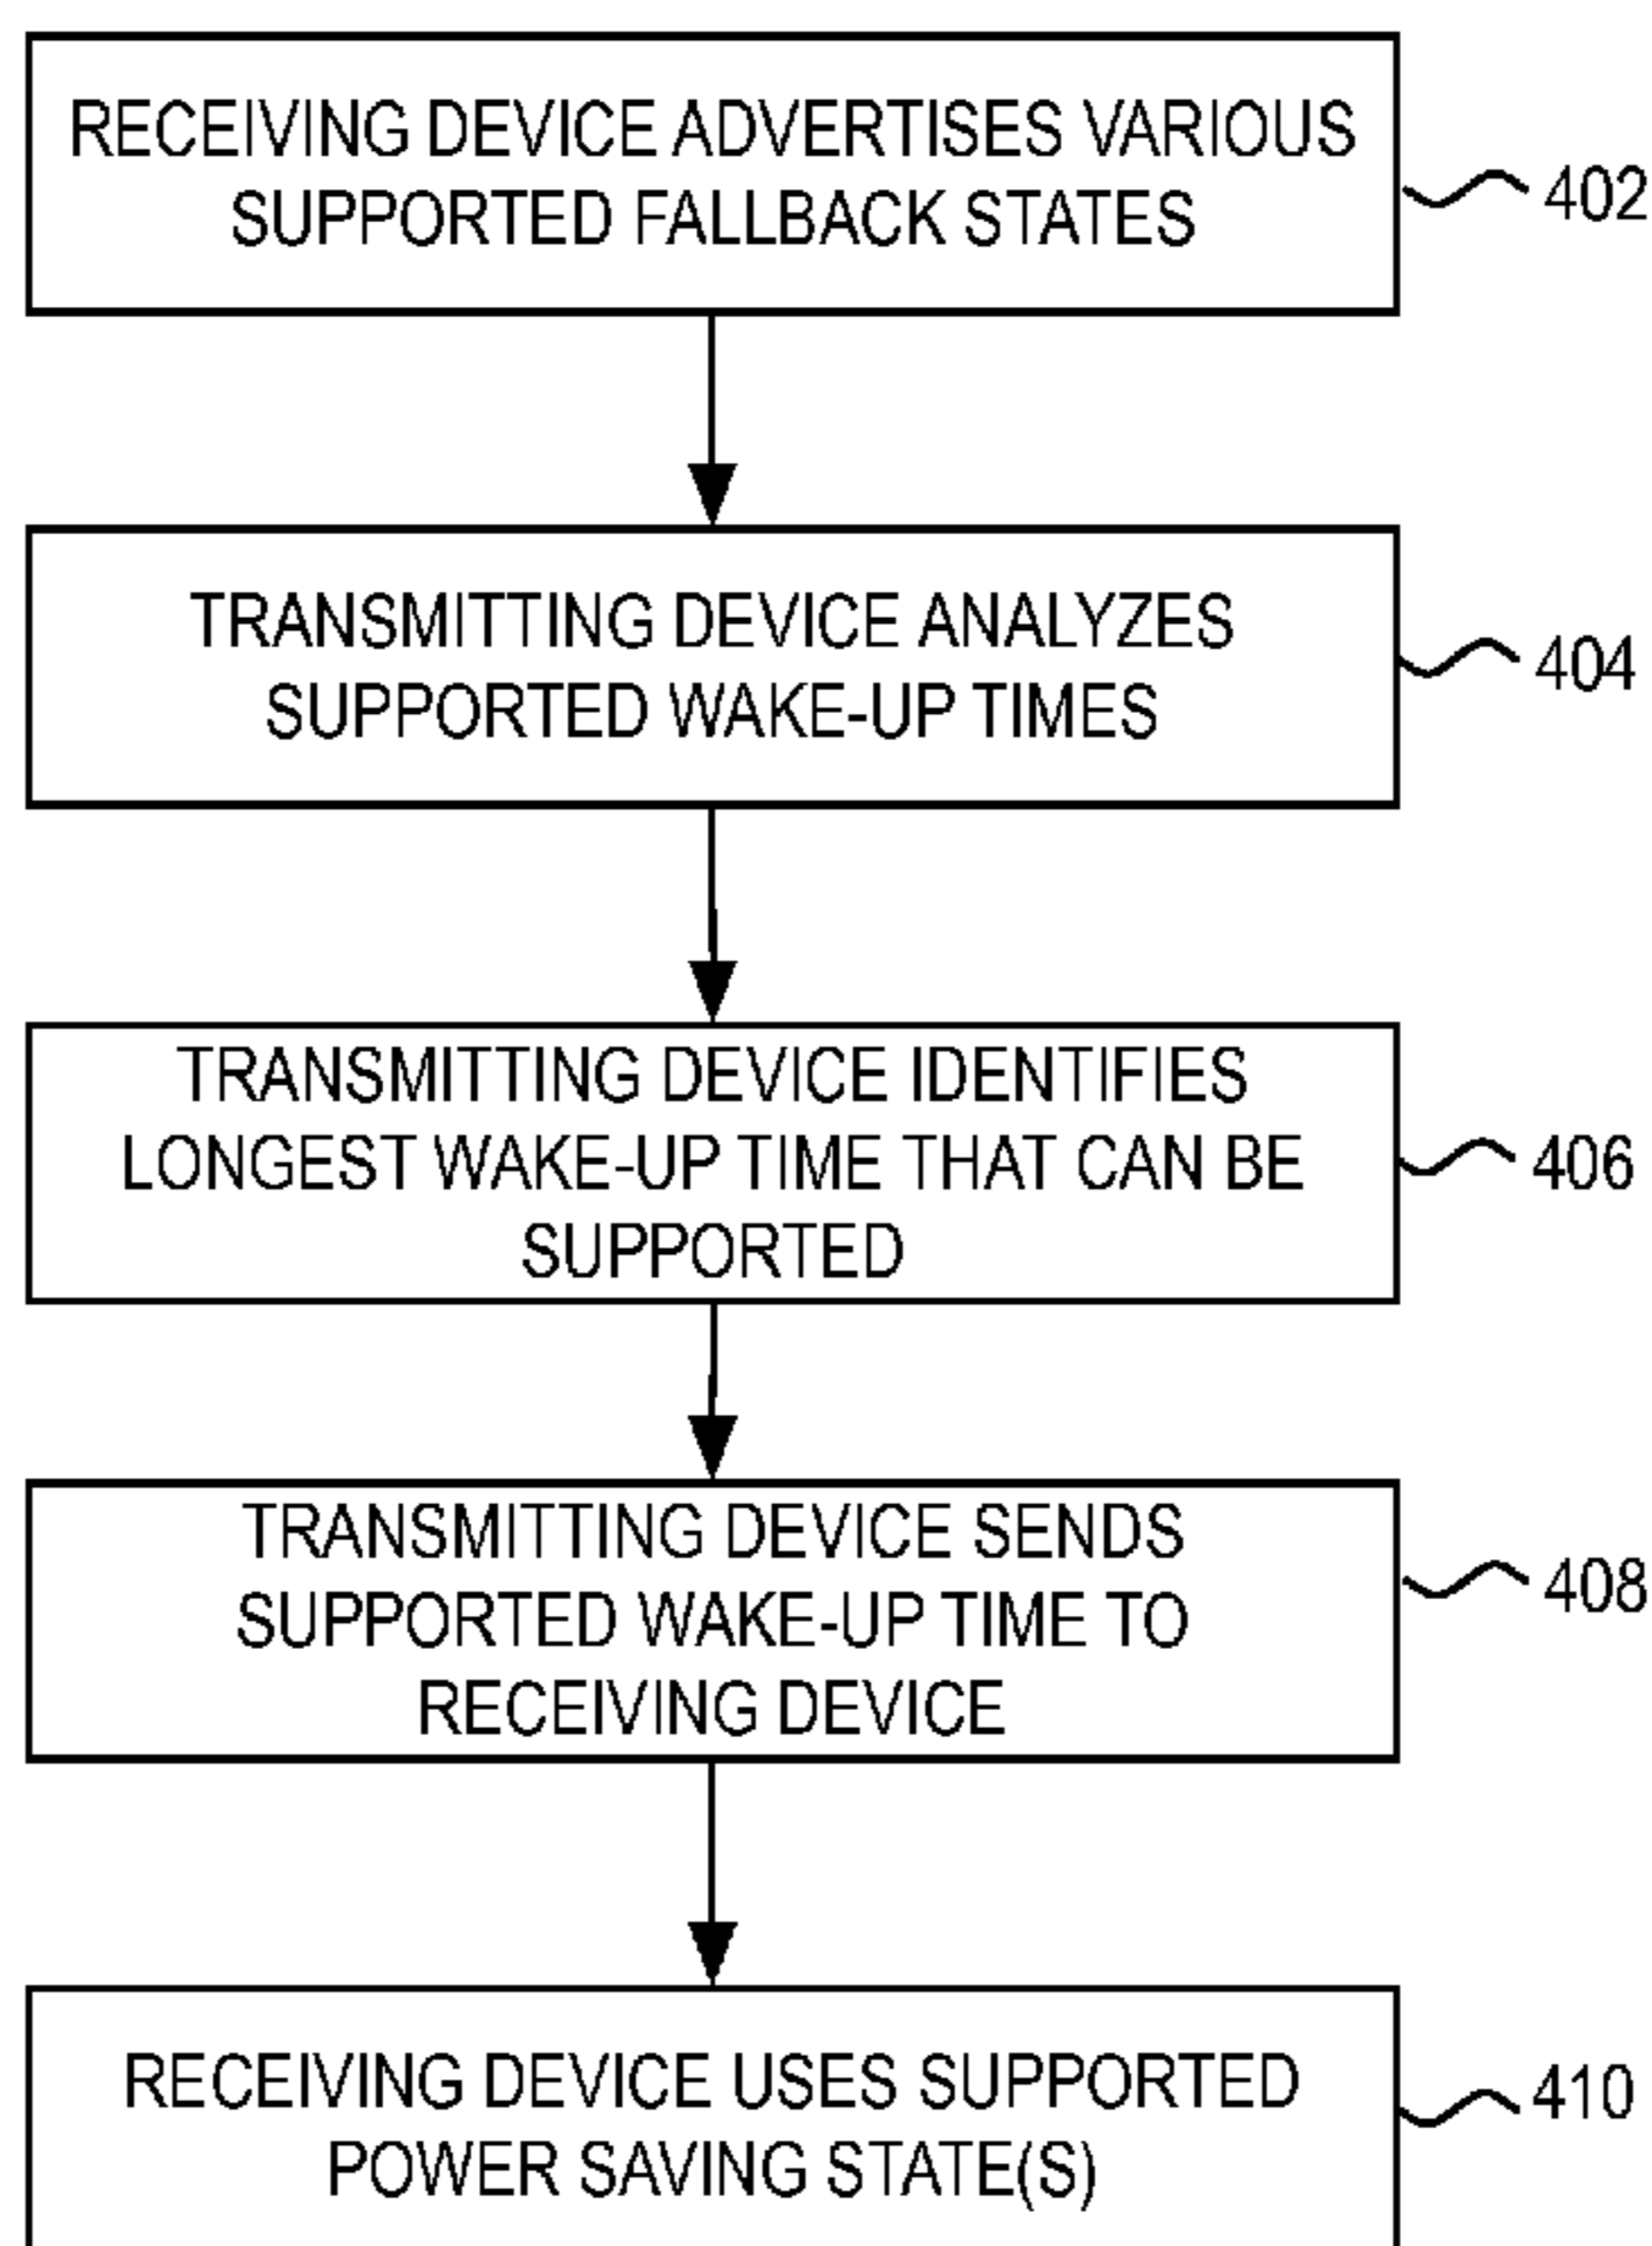 RECEIVING DEVICE ADVERTISES VARIOUS
SUPPORTED FALLBACK STATES
402
TRANSMITTING DEVICE ANALYZES
SUPPORTED WAKE-UP TIMES
404
TRANSMITTING DEVICE IDENTIFIES
LONGEST WAKE-UP TIME THAT CAN BE
SUPPORTED
406
TRANSMITTING DEVICE SENDS
SUPPORTED WAKE-UP TIME TO
RECEIVING DEVICE
408
RECEIVING DEVICE USES SUPPORTED
POWER SAVING STATE(S)
410